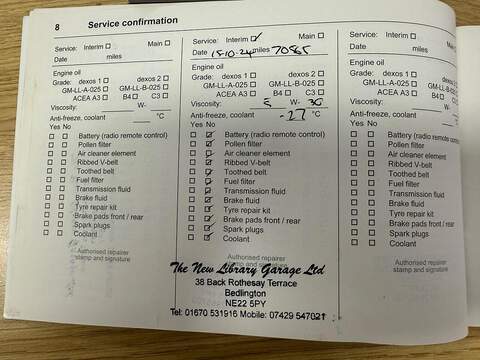 8 Service confirmation
Service: Interim ☐ Main ☐
Date miles
Engine oil
Grade: dexos 1 ☐ dexos 2 ☐
GM-LL-A-025 ☐ GM-LL-B-025 ☐
ACEA A3 ☐ B4 ☐ C3 ☐
Viscosity: W-
Anti-freeze, coolant °C
Yes No
☐ ☐ Battery (radio remote control)
☐ ☐ Pollen filter
☐ ☐ Air cleaner element
☐ ☐ Ribbed V-belt
☐ ☐ Toothed belt
☐ ☐ Fuel filter
☐ ☐ Transmission fluid
☐ ☐ Brake fluid
☐ ☐ Tyre repair kit
☐ ☐ Brake pads front / rear
☐ ☐ Spark plugs
☐ ☐ Coolant
Authorised repairer
stamp and signature
Service: Interim ☑ Main ☐
Date 15-10-24 miles 70565
Engine oil
Grade: dexos 1 ☐ dexos 2 ☐
GM-LL-A-025 ☐ GM-LL-B-025 ☐
ACEA A3 ☐ B4 ☐ C3 ☐
Viscosity: 5 W- 30
Anti-freeze, coolant -27 °C
Yes No
☐ ☑ Battery (radio remote control)
☐ ☑ Pollen filter
☐ ☑ Air cleaner element
☐ ☑ Ribbed V-belt
☐ ☑ Toothed belt
☐ ☑ Fuel filter
☐ ☑ Transmission fluid
☐ ☑ Brake fluid
☐ ☑ Tyre repair kit
☐ ☑ Brake pads front / rear
☐ ☑ Spark plugs
☐ ☑ Coolant
Authorised repairer
stamp and signature
The New Library Garage Ltd
38 Back Rothesay Terrace
Bedlington
NE22 5PY
Tel: 01670 531916 Mobile: 07429 547021
Service: Interim ☐
Date miles
Engine oil
Grade: dexos 1 ☐
GM-LL-A-025 ☐ GM-LL-B-025
ACEA A3 ☐ B4 ☐ C3
Viscosity: W-
Anti-freeze, coolant
Yes No
☐ ☐ Battery (radio remote
☐ ☐ Pollen filter
☐ ☐ Air cleaner element
☐ ☐ Ribbed V-belt
☐ ☐ Toothed belt
☐ ☐ Fuel filter
☐ ☐ Transmission fluid
☐ ☐ Brake fluid
☐ ☐ Tyre repair kit
☐ ☐ Brake pads front / rear
☐ ☐ Spark plugs
☐ ☐ Coolant
Authorised repairer
stamp and signature